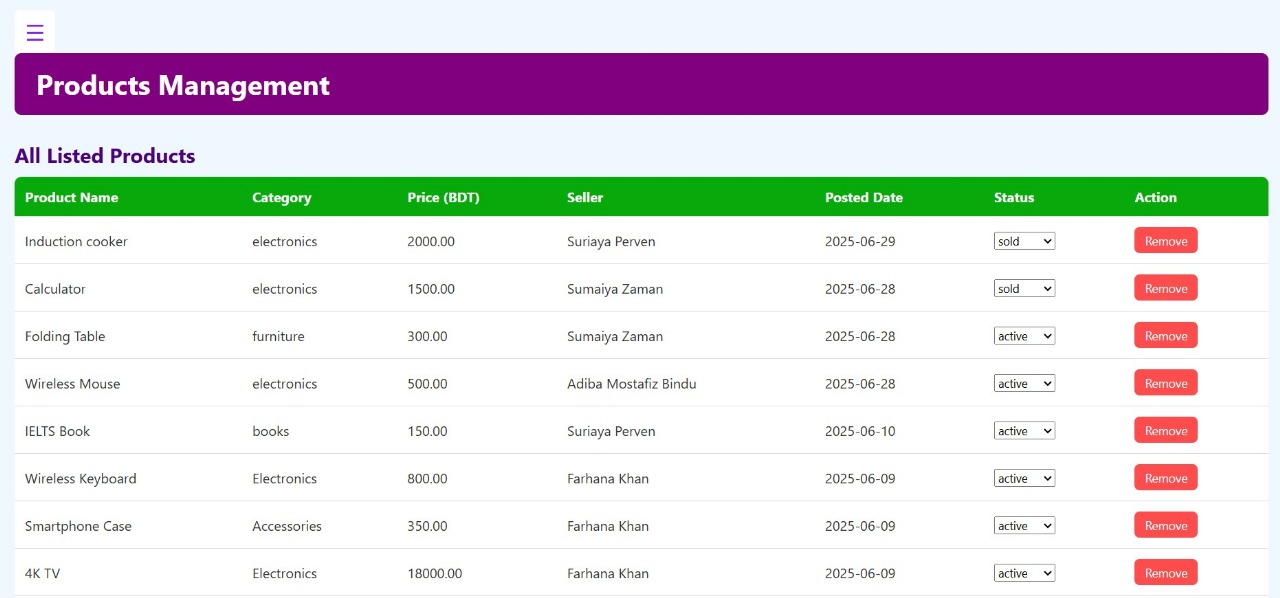 ☰
Products Management
All Listed Products
Product Name Category Price (BDT) Seller Posted Date Status Action
Induction cooker electronics 2000.00 Suriaya Perven 2025-06-29 sold Remove
Calculator electronics 1500.00 Sumaiya Zaman 2025-06-28 sold Remove
Folding Table furniture 300.00 Sumaiya Zaman 2025-06-28 active Remove
Wireless Mouse electronics 500.00 Adiba Mostafiz Bindu 2025-06-28 active Remove
IELTS Book books 150.00 Suriaya Perven 2025-06-10 active Remove
Wireless Keyboard Electronics 800.00 Farhana Khan 2025-06-09 active Remove
Smartphone Case Accessories 350.00 Farhana Khan 2025-06-09 active Remove
4K TV Electronics 18000.00 Farhana Khan 2025-06-09 active Remove